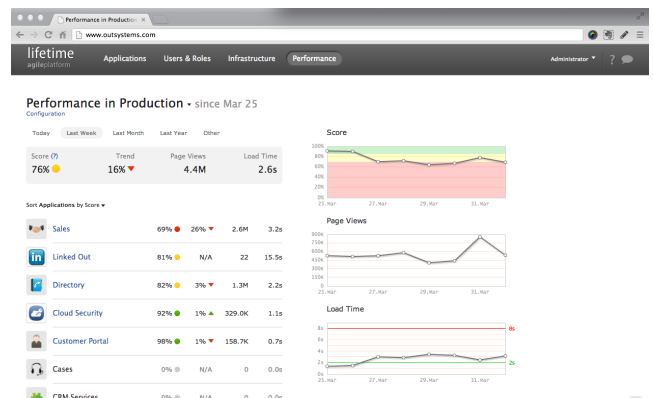 Performance in Production
www.outsystems.com
lifetime
agileplatform
Applications Users & Roles Infrastructure Performance
Administrator ?
Performance in Production since Mar 25
Configuration
Today Last Week Last Month Last Year Other
Score (?) Trend Page Views Load Time
76% 16% 4.4M 2.6s
Sort Applications by Score
Sales 69% 26% 2.6M 3.2s
in Linked Out 81% N/A 22 15.5s
Directory 82% 3% 1.3M 2.2s
Cloud Security 92% 1% 329.0K 1.1s
Customer Portal 98% 1% 158.7K 0.7s
Cases 0% N/A 0 0.0s
CRM Services 0% N/A 0 0.0s
Score
100%
80%
60%
40%
20%
0%
25.Mar 27.Mar 29.Mar 31.Mar
Page Views
900k
750k
600k
450k
300k
150k
0
25.Mar 27.Mar 29.Mar 31.Mar
Load Time
8s 8s
6s
4s
2s 2s
0s
25.Mar 27.Mar 29.Mar 31.Mar